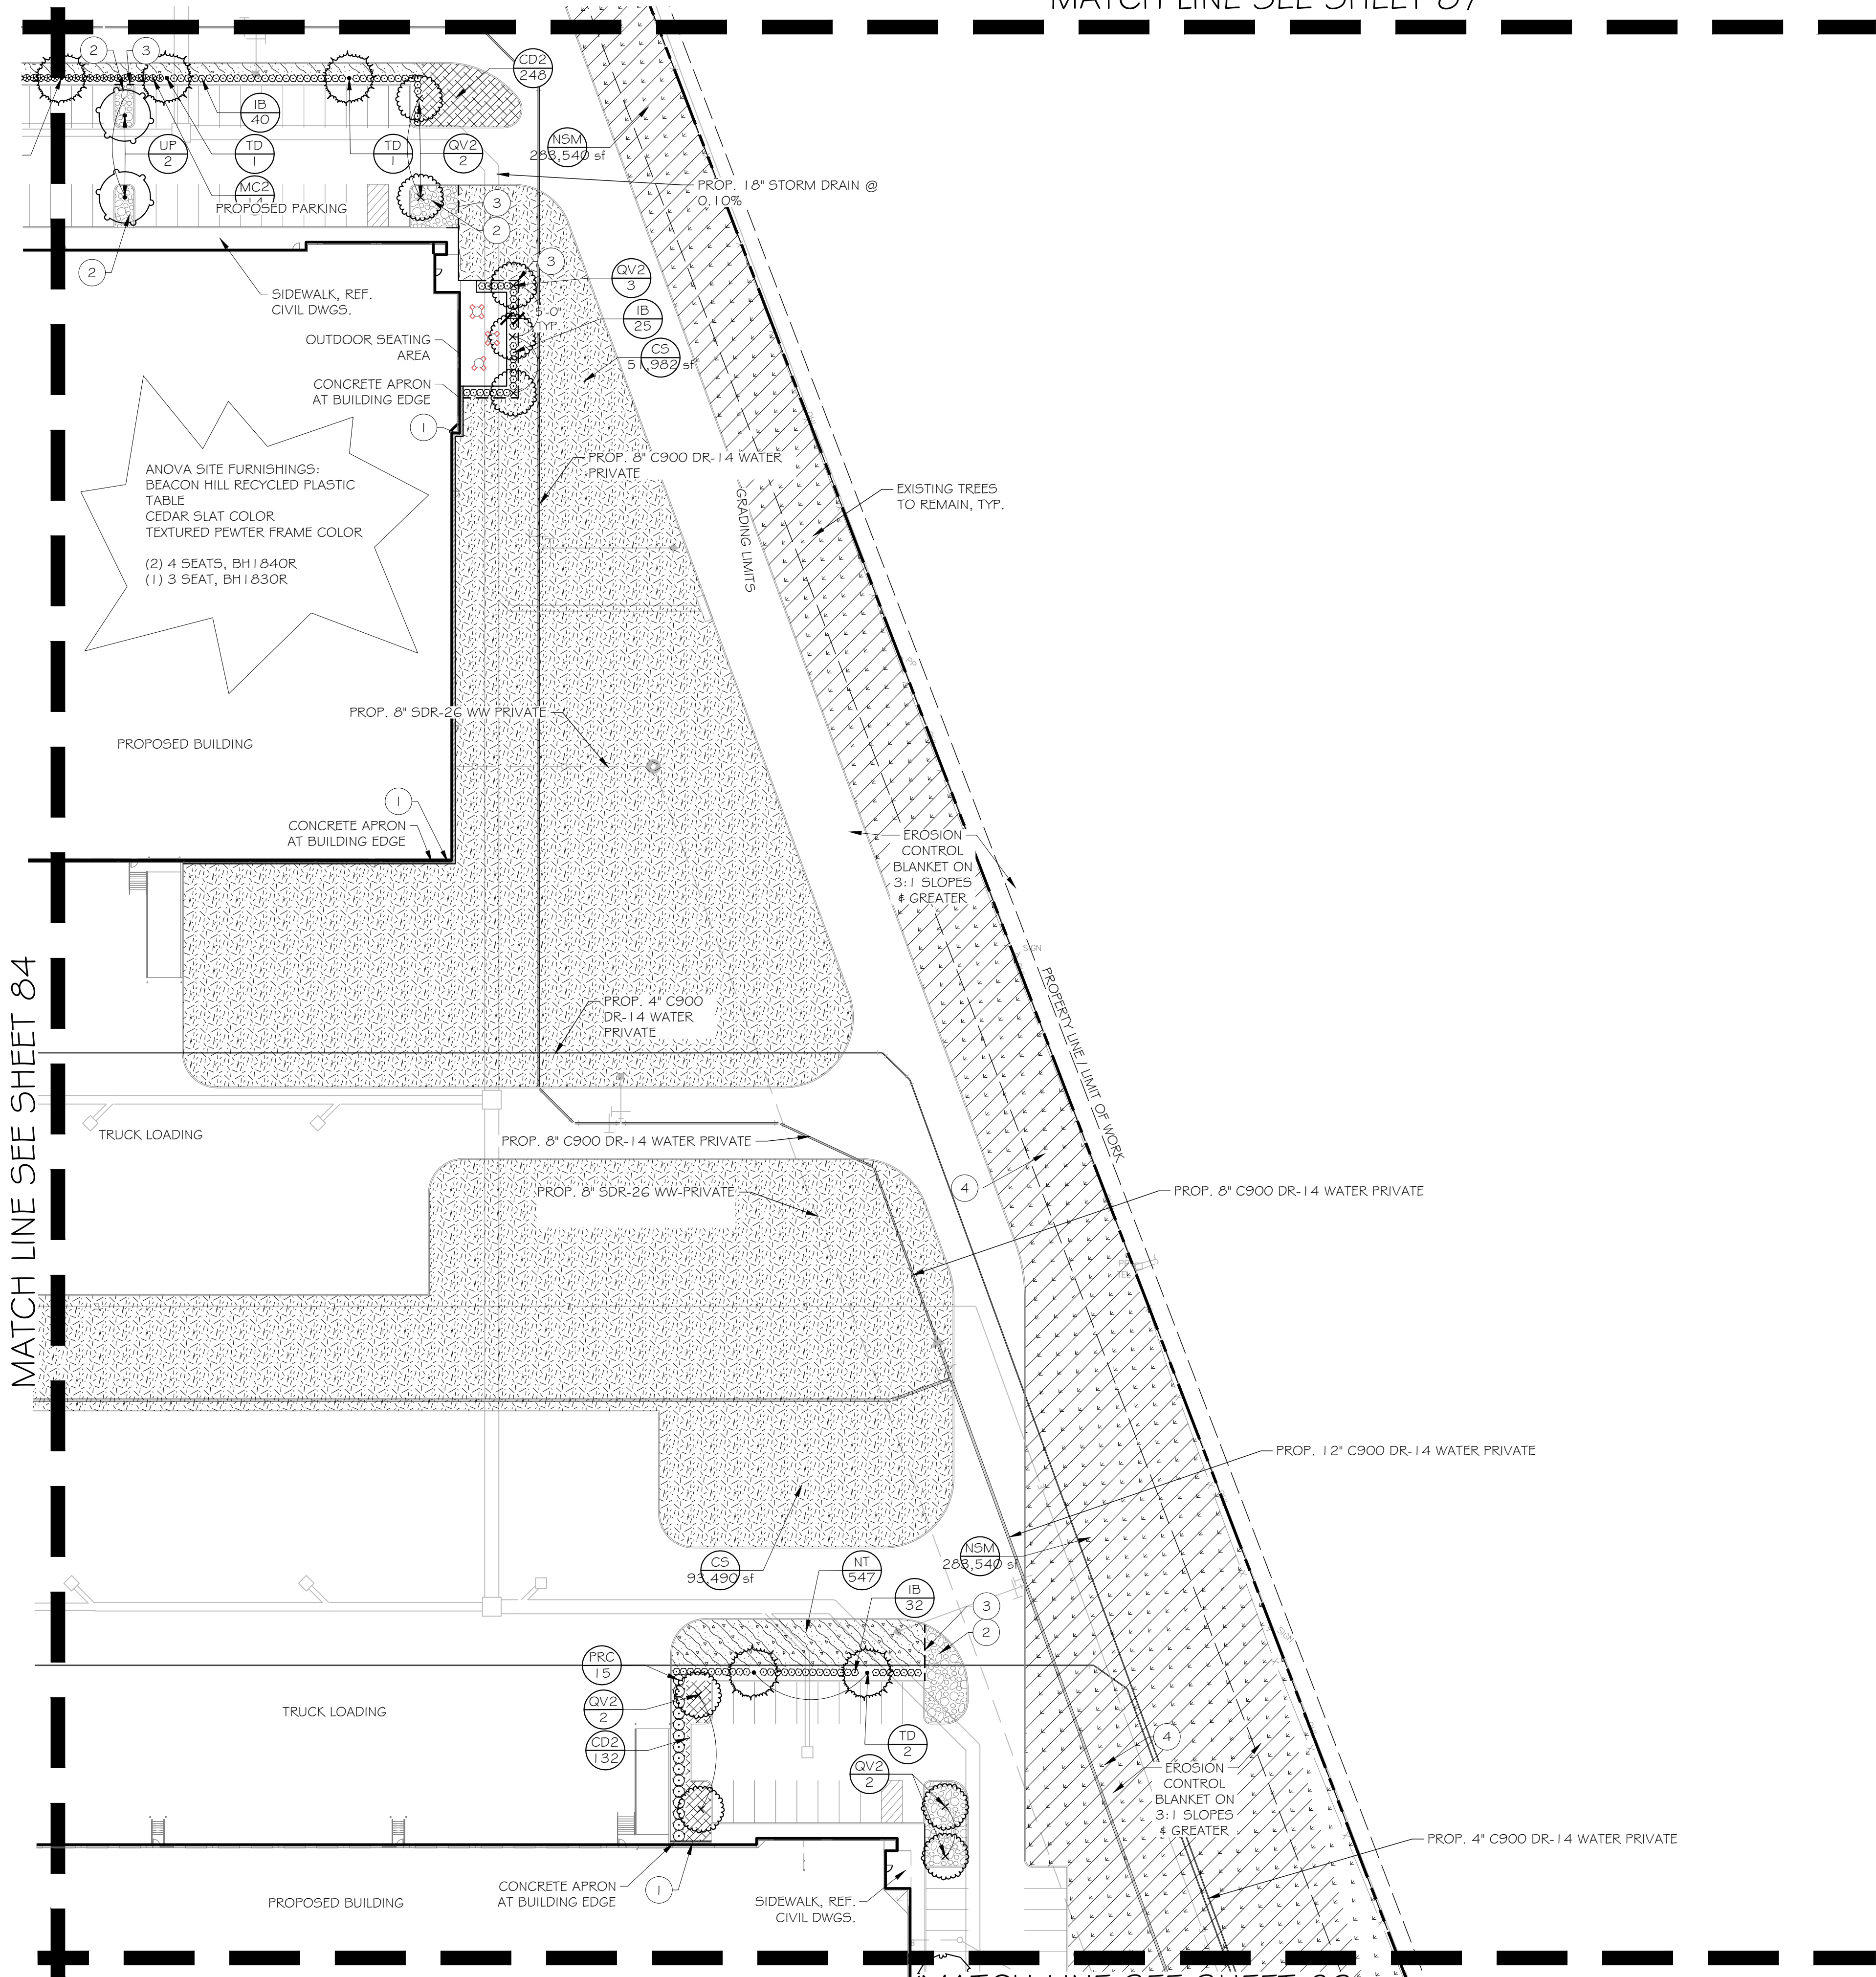 MATCH LINE SEE SHEET 87
2
3
CD2
248
IB
40
NSM
283,540 sf
UP
2
TD
1
TD
1
QV2
2
MC2
PROPOSED PARKING
PROP. 18" STORM DRAIN @
0.10%
3
2
2
3
QV2
3
SIDEWALK, REF.
CIVIL DWGS.
5'-0"
TYP.
IB
25
OUTDOOR SEATING
AREA
CS
51,982 sf
CONCRETE APRON
AT BUILDING EDGE
1
ANOVA SITE FURNISHINGS:
BEACON HILL RECYCLED PLASTIC
TABLE
CEDAR SLAT COLOR
TEXTURED PEWTER FRAME COLOR
(2) 4 SEATS, BH1840R
(1) 3 SEAT, BH1830R
PROP. 8" C900 DR-14 WATER
PRIVATE
EXISTING TREES
TO REMAIN, TYP.
GRADING LIMITS
PP
PROP. 8" SDR-26 WW PRIVATE
PROPOSED BUILDING
1
CONCRETE APRON
AT BUILDING EDGE
EROSION
CONTROL
BLANKET ON
3:1 SLOPES
& GREATER
SIGN
PROPERTY LINE / LIMIT OF WORK
MATCH LINE SEE SHEET 84
PROP. 4" C900
DR-14 WATER
PRIVATE
TRUCK LOADING
PROP. 8" C900 DR-14 WATER PRIVATE
4
PROP. 8" SDR-26 WW-PRIVATE
PROP. 8" C900 DR-14 WATER PRIVATE
PROP. 12" C900 DR-14 WATER PRIVATE
CS
93,490 sf
NT
547
NSM
283,540 sf
IB
32
3
2
SIGN
PRC
15
QV2
2
TRUCK LOADING
CD2
132
TD
2
4
QV2
2
EROSION
CONTROL
BLANKET ON
3:1 SLOPES
& GREATER
PROP. 4" C900 DR-14 WATER PRIVATE
CONCRETE APRON
AT BUILDING EDGE
1
PROPOSED BUILDING
SIDEWALK, REF.
CIVIL DWGS.
MATCH LINE SEE SHEET